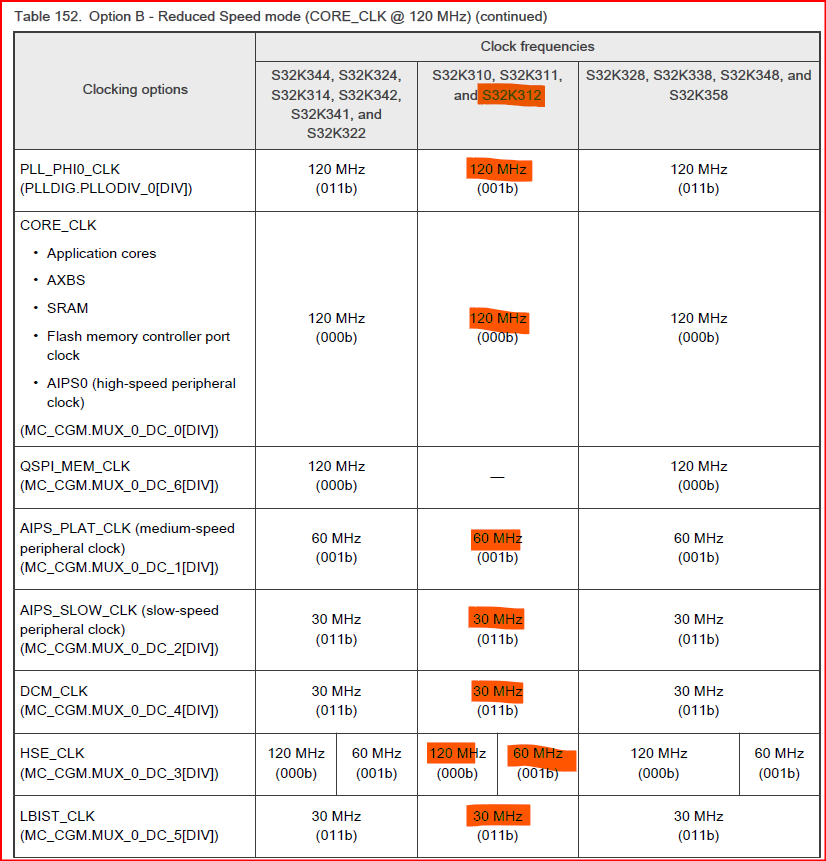 Table 152. Option B - Reduced Speed mode (CORE_CLK @ 120 MHz) (continued)
Clocking options
Clock frequencies
S32K344, S32K324,
S32K314, S32K342,
S32K341, and
S32K322
S32K310, S32K311,
and S32K312
S32K328, S32K338, S32K348, and
S32K358
PLL_PHI0_CLK
(PLLDIG.PLLODIV_0[DIV])
120 MHz
(011b)
120 MHz
(001b)
120 MHz
(011b)
CORE_CLK
• Application cores
• AXBS
• SRAM
• Flash memory controller port
clock
• AIPS0 (high-speed peripheral
clock)
(MC_CGM.MUX_0_DC_0[DIV])
120 MHz
(000b)
120 MHz
(000b)
120 MHz
(000b)
QSPI_MEM_CLK
(MC_CGM.MUX_0_DC_6[DIV])
120 MHz
(000b)
—
120 MHz
(000b)
AIPS_PLAT_CLK (medium-speed
peripheral clock)
(MC_CGM.MUX_0_DC_1[DIV])
60 MHz
(001b)
60 MHz
(001b)
60 MHz
(001b)
AIPS_SLOW_CLK (slow-speed
peripheral clock)
(MC_CGM.MUX_0_DC_2[DIV])
30 MHz
(011b)
30 MHz
(011b)
30 MHz
(011b)
DCM_CLK
(MC_CGM.MUX_0_DC_4[DIV])
30 MHz
(011b)
30 MHz
(011b)
30 MHz
(011b)
HSE_CLK
(MC_CGM.MUX_0_DC_3[DIV])
120 MHz
(000b)
60 MHz
(001b)
120 MHz
(000b)
60 MHz
(001b)
120 MHz
(000b)
60 MHz
(001b)
LBIST_CLK
(MC_CGM.MUX_0_DC_5[DIV])
30 MHz
(011b)
30 MHz
(011b)
30 MHz
(011b)